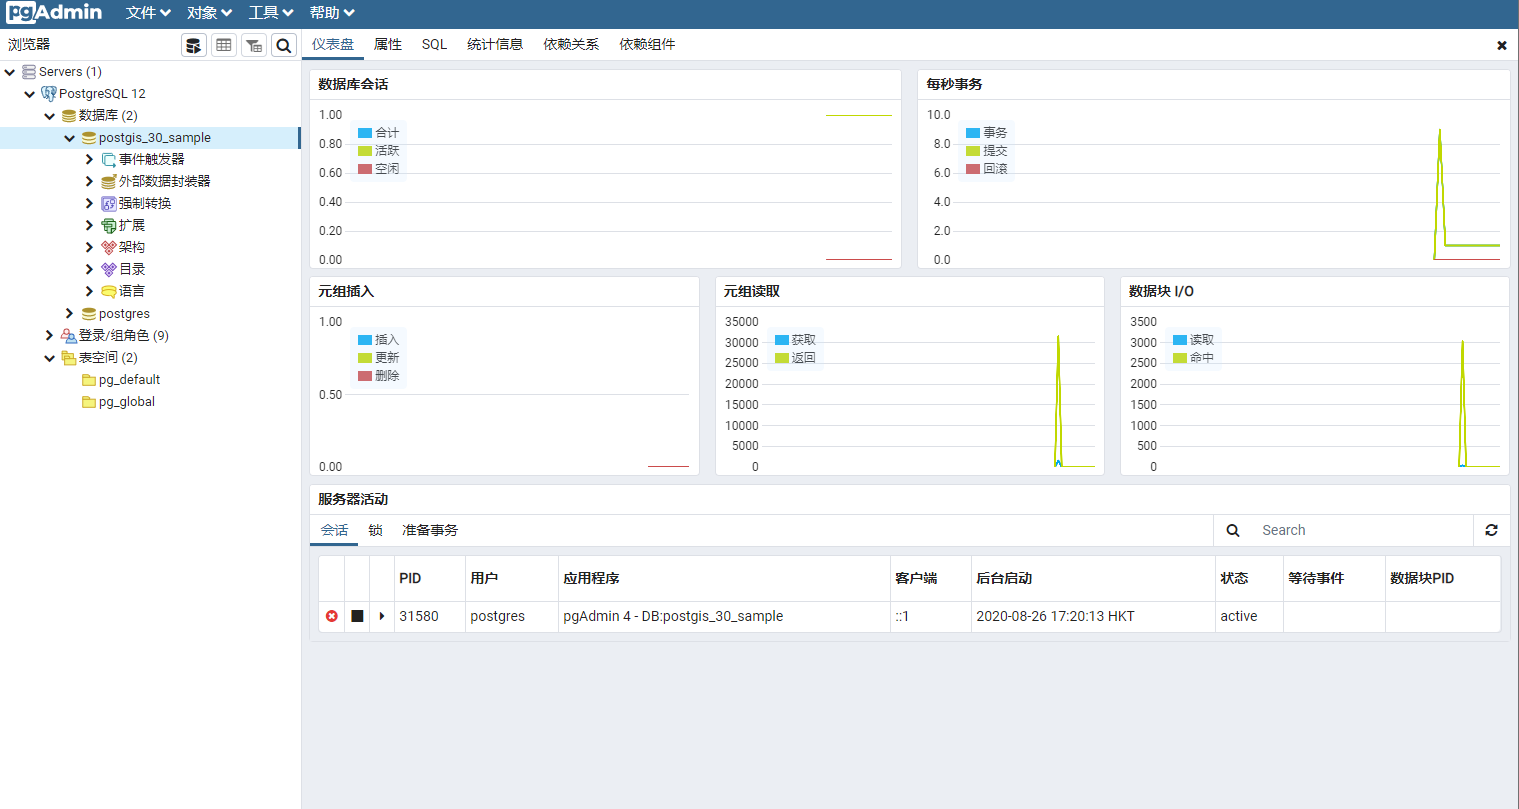 pgAdmin 文件 对象 工具 帮助
浏览器
仪表盘 属性 SQL 统计信息 依赖关系 依赖组件
Servers (1)
PostgreSQL 12
数据库 (2)
postgis_30_sample
事件触发器
外部数据封装器
强制转换
扩展
架构
目录
语言
postgres
登录/组角色 (9)
表空间 (2)
pg_default
pg_global
数据库会话
1.00
0.80
0.60
0.40
0.20
0.00
合计
活跃
空闲
每秒事务
10.0
8.0
6.0
4.0
2.0
0.0
事务
提交
回滚
元组插入
1.00
0.50
0.00
插入
更新
删除
元组读取
35000
30000
25000
20000
15000
10000
5000
0
获取
返回
数据块 I/O
3500
3000
2500
2000
1500
1000
500
0
读取
命中
服务器活动
会话 锁 准备事务 Search
PID 用户 应用程序 客户端 后台启动 状态 等待事件 数据块PID
31580 postgres pgAdmin 4 - DB:postgis_30_sample ::1 2020-08-26 17:20:13 HKT active